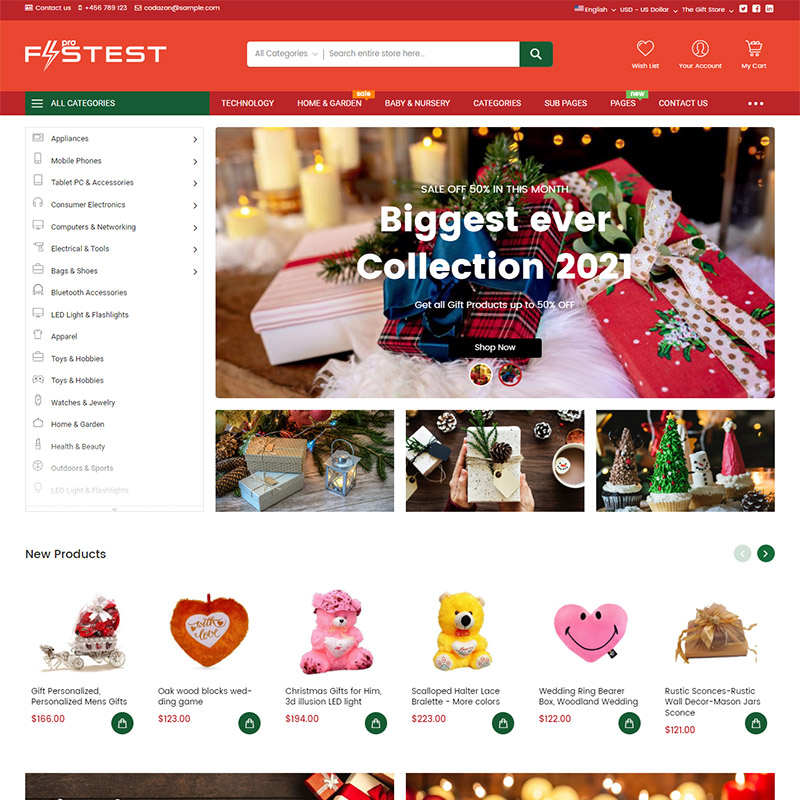 Contact us +456 789 123 codazon@sample.com
English USD - US Dollar The Gift Store
FASTEST pro
All Categories Search entire store here...
Wish List Your Account My Cart
sale new
ALL CATEGORIES TECHNOLOGY HOME & GARDEN BABY & NURSERY CATEGORIES SUB PAGES PAGES CONTACT US
Appliances
Mobile Phones
Tablet PC & Accessories
Consumer Electronics
Computers & Networking
Electrical & Tools
Bags & Shoes
Bluetooth Accessories
LED Light & Flashlights
Apparel
Toys & Hobbies
Toys & Hobbies
Watches & Jewelry
Home & Garden
Health & Beauty
Outdoors & Sports
LED Light & Flashlights
SALE OFF 50% IN THIS MONTH
Biggest ever
Collection 2021
Get all Gift Products up to 50% OFF
Shop Now
New Products
with
love
Gift Personalized,
Personalized Mens Gifts
$166.00
Oak wood blocks wed-
ding game
$123.00
Christmas Gifts for Him,
3d illusion LED light
$194.00
Scalloped Halter Lace
Bralette - More colors
$223.00
Wedding Ring Bearer
Box, Woodland Wedding
$122.00
Rustic Sconces-Rustic
Wall Decor-Mason Jars
Sconce
$121.00